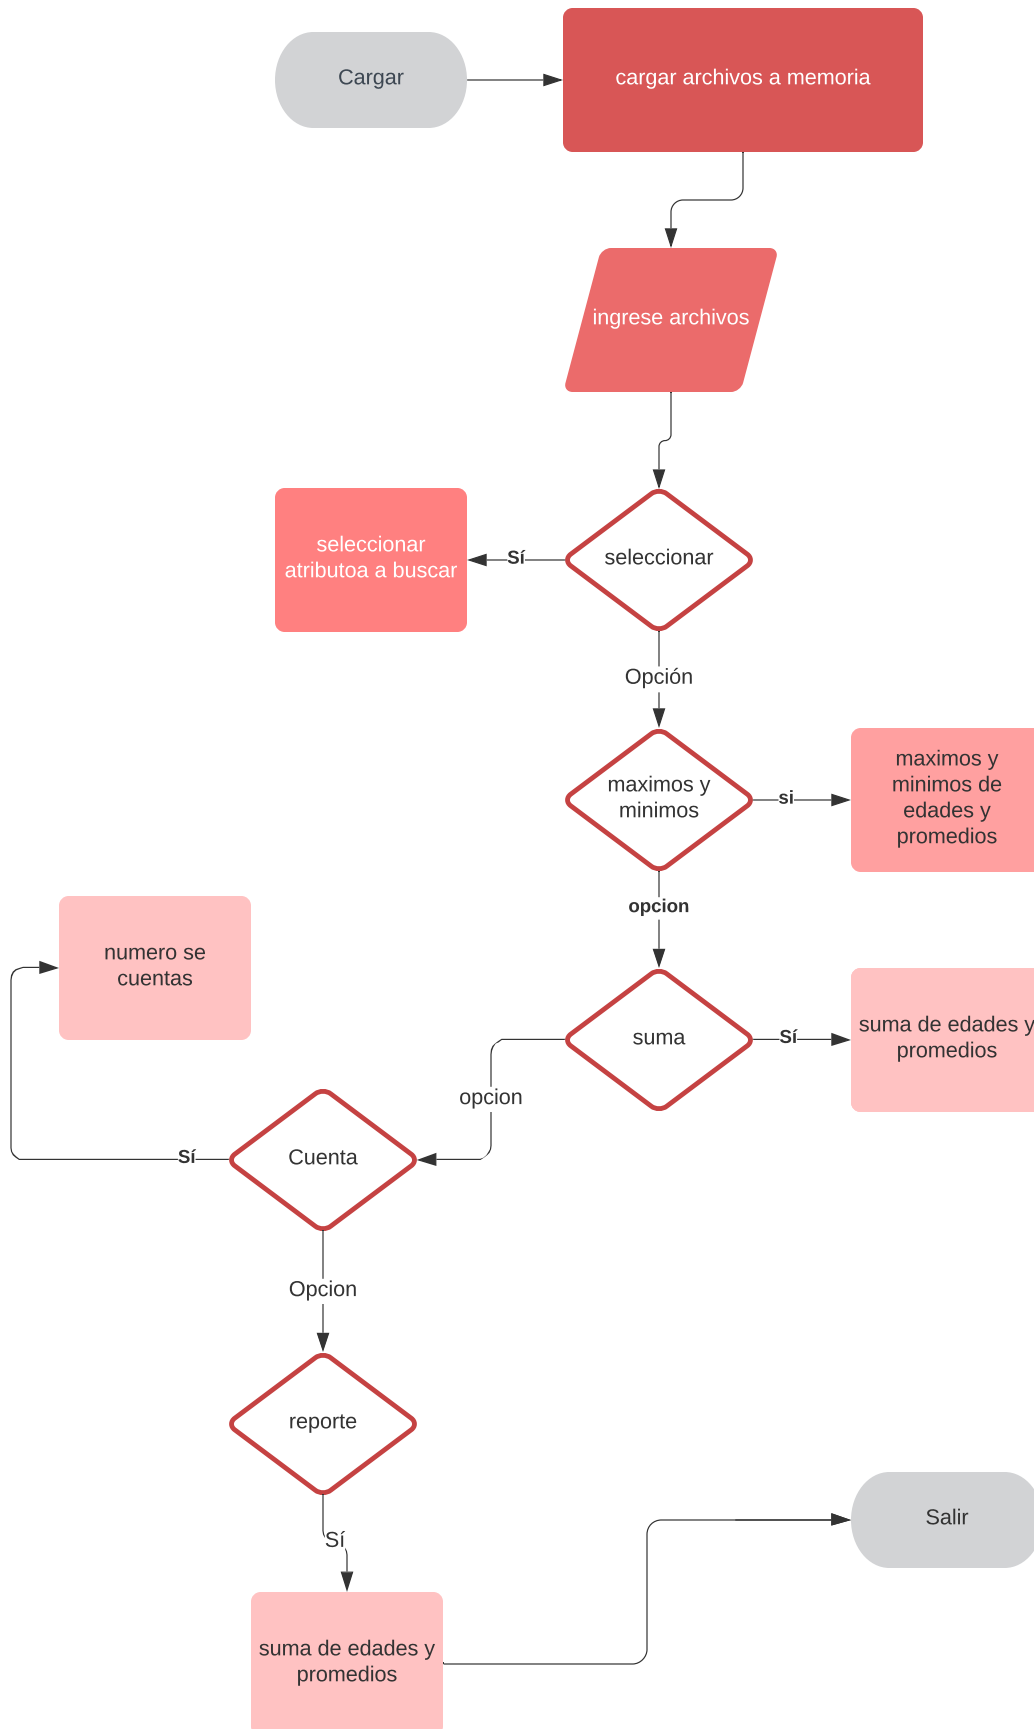 Cargar
cargar archivos a memoria
ingrese archivos
seleccionar
atributoa a buscar
Sí
seleccionar
Opción
maximos y
minimos
si
maximos y
minimos de
edades y
promedios
opcion
numero se
cuentas
suma
Sí
suma de edades y
promedios
opcion
Cuenta
Sí
Opcion
reporte
Sí
Salir
suma de edades y
promedios